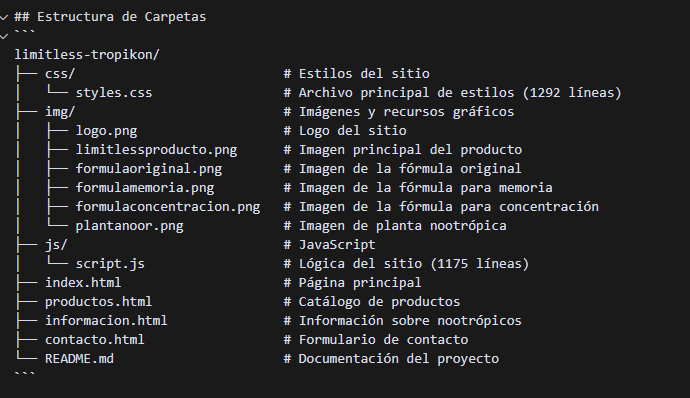 ## Estructura de Carpetas
```
limitless-tropikon/
├── css/                          # Estilos del sitio
│   └── styles.css                # Archivo principal de estilos (1292 líneas)
├── img/                          # Imágenes y recursos gráficos
│   ├── logo.png                  # Logo del sitio
│   ├── limitlessproducto.png     # Imagen principal del producto
│   ├── formulaoriginal.png       # Imagen de la fórmula original
│   ├── formulamemoria.png        # Imagen de la fórmula para memoria
│   ├── formulaconcentracion.png  # Imagen de la fórmula para concentración
│   └── plantanoor.png            # Imagen de planta nootrópica
├── js/                           # JavaScript
│   └── script.js                 # Lógica del sitio (1175 líneas)
├── index.html                    # Página principal
├── productos.html                # Catálogo de productos
├── informacion.html              # Información sobre nootrópicos
├── contacto.html                 # Formulario de contacto
└── README.md                     # Documentación del proyecto
```